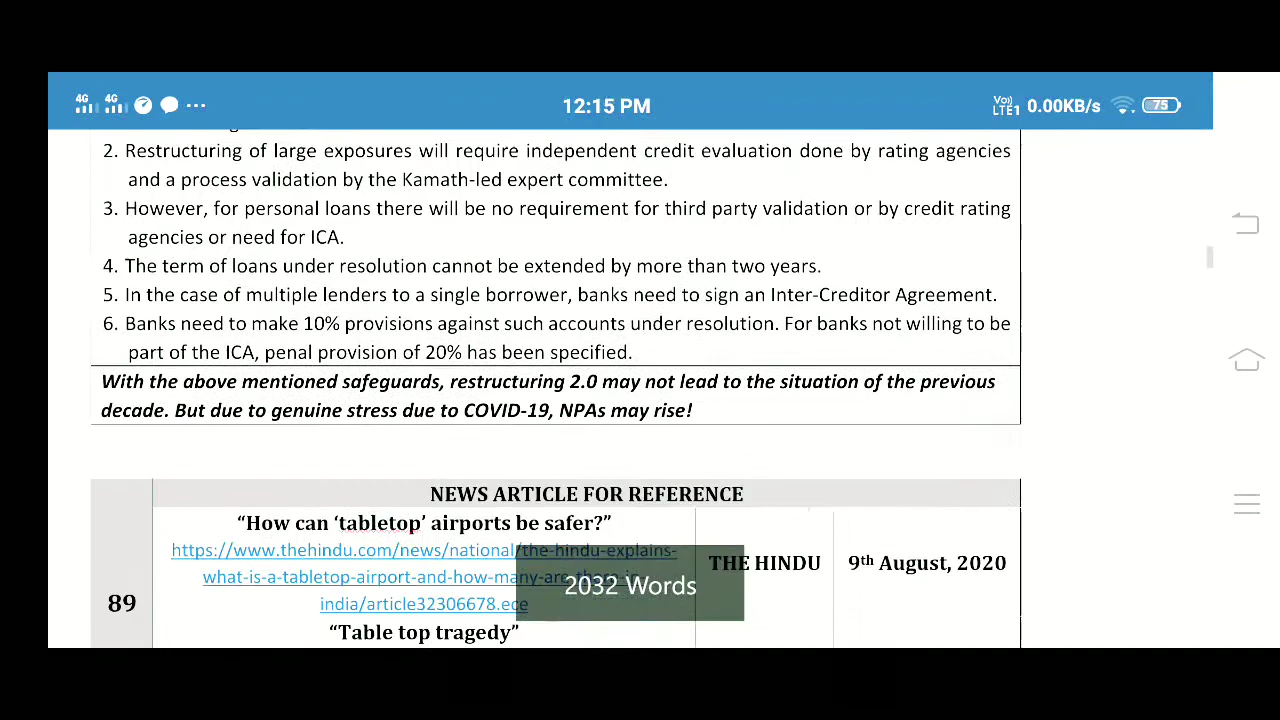 4G 4G 12:15 PM Vo) LTE1 0.00KB/s 75
2. Restructuring of large exposures will require independent credit evaluation done by rating agencies
and a process validation by the Kamath-led expert committee.
3. However, for personal loans there will be no requirement for third party validation or by credit rating
agencies or need for ICA.
4. The term of loans under resolution cannot be extended by more than two years.
5. In the case of multiple lenders to a single borrower, banks need to sign an Inter-Creditor Agreement.
6. Banks need to make 10% provisions against such accounts under resolution. For banks not willing to be
part of the ICA, penal provision of 20% has been specified.
With the above mentioned safeguards, restructuring 2.0 may not lead to the situation of the previous
decade. But due to genuine stress due to COVID-19, NPAs may rise!
NEWS ARTICLE FOR REFERENCE
89
“How can ‘tabletop’ airports be safer?”
https://www.thehindu.com/news/national/the-hindu-explains-
what-is-a-tabletop-airport-and-how-many-are-there-in-
india/article32306678.ece
“Table top tragedy”
THE HINDU
9th August, 2020
2032 Words